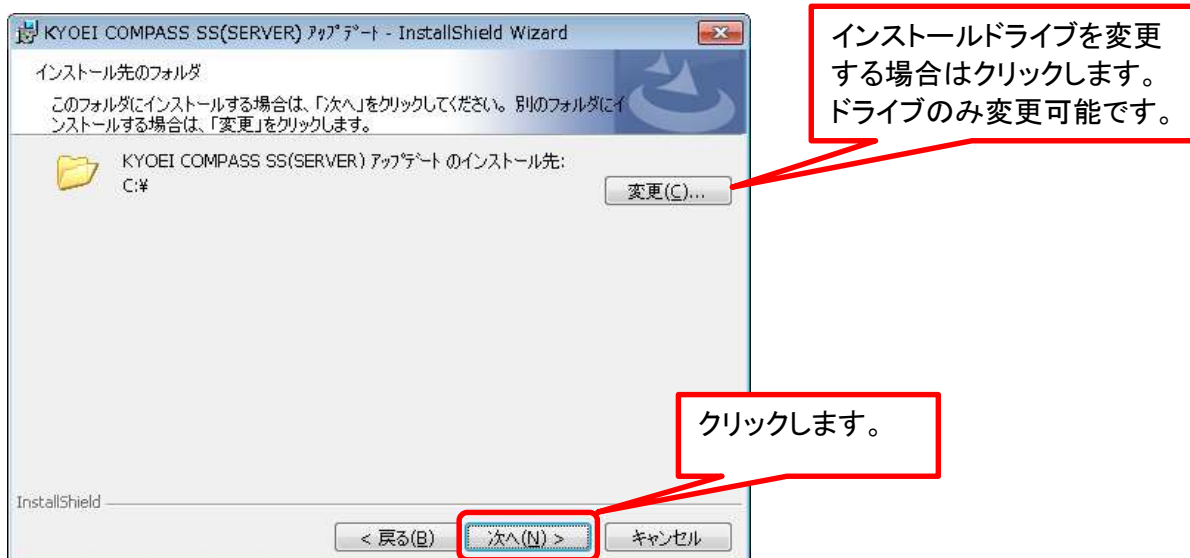 KYOEI COMPASS SS(SERVER) ｱｯﾌﾟﾃﾞｰﾄ - InstallShield Wizard
インストールドライブを変更
する場合はクリックします。
ドライブのみ変更可能です。
インストール先のフォルダ
このフォルダにインストールする場合は、「次へ」をクリックしてください。別のフォルダにイ
ンストールする場合は、「変更」をクリックします。
KYOEI COMPASS SS(SERVER) ｱｯﾌﾟﾃﾞｰﾄ のインストール先:
C:¥
変更(C)...
クリックします。
InstallShield
< 戻る(B)
次へ(N) >
キャンセル